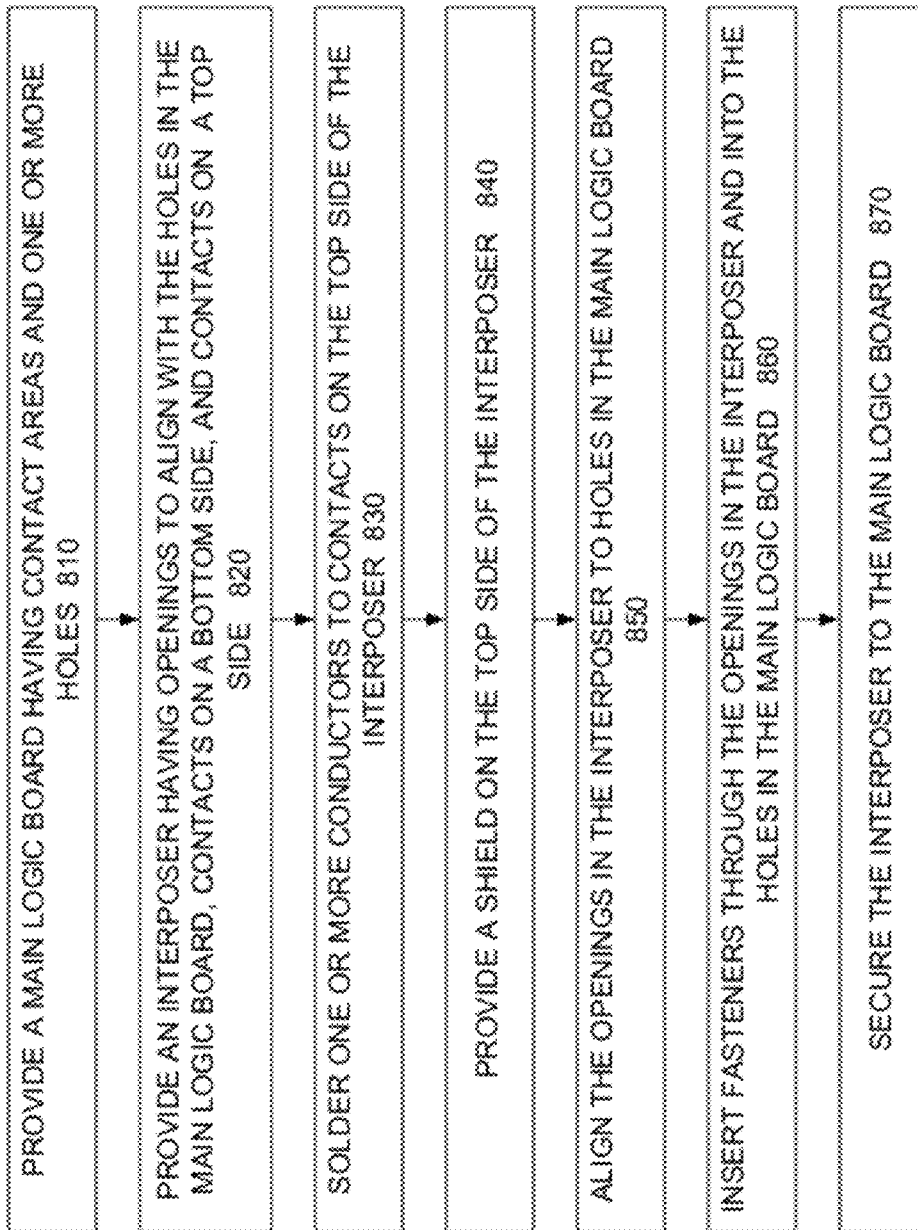 PROVIDE A MAIN LOGIC BOARD HAVING CONTACT AREAS AND ONE OR MORE
HOLES 810
PROVIDE AN INTERPOSER HAVING OPENINGS TO ALIGN WITH THE HOLES IN THE
MAIN LOGIC BOARD, CONTACTS ON A BOTTOM SIDE, AND CONTACTS ON A TOP
SIDE 820
SOLDER ONE OR MORE CONDUCTORS TO CONTACTS ON THE TOP SIDE OF THE
INTERPOSER 830
PROVIDE A SHIELD ON THE TOP SIDE OF THE INTERPOSER 840
ALIGN THE OPENINGS IN THE INTERPOSER TO HOLES IN THE MAIN LOGIC BOARD
850
INSERT FASTENERS THROUGH THE OPENINGS IN THE INTERPOSER AND INTO THE
HOLES IN THE MAIN LOGIC BOARD 860
SECURE THE INTERPOSER TO THE MAIN LOGIC BOARD 870